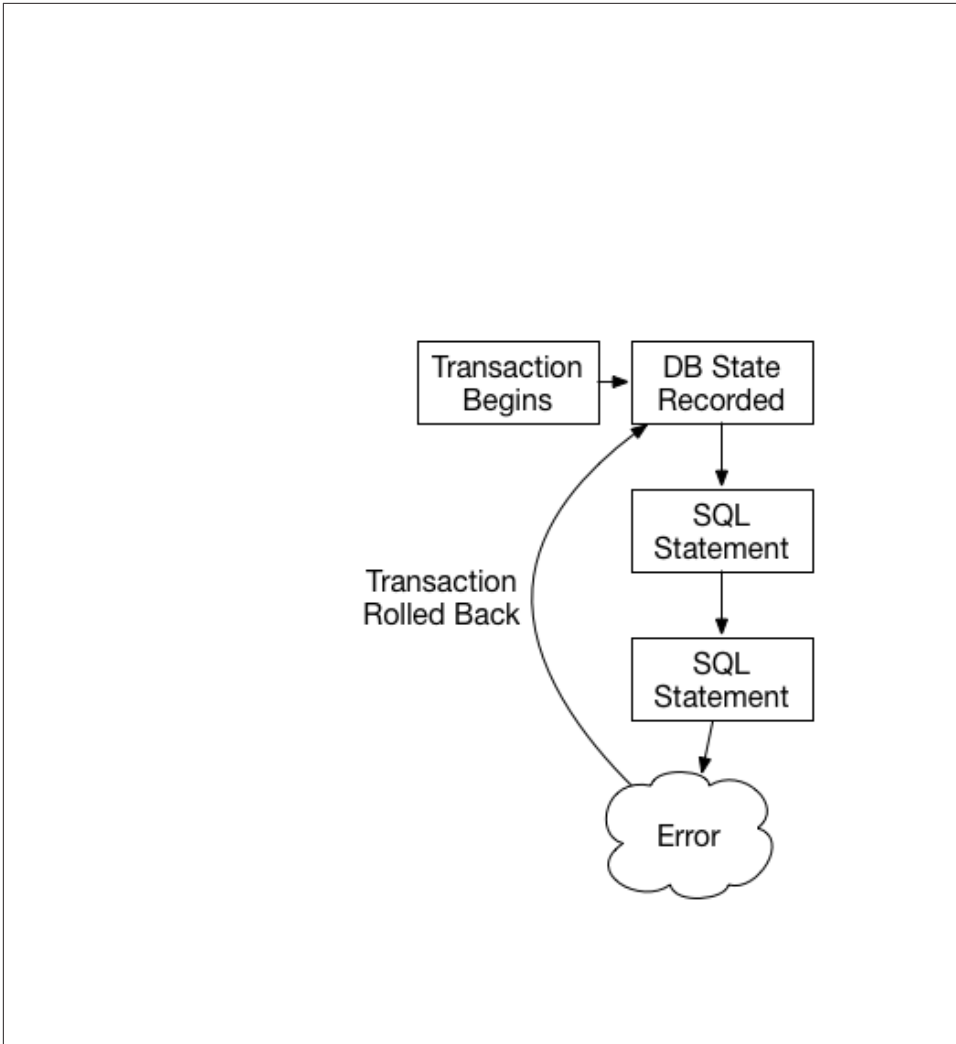 Transaction
Begins
DB State
Recorded
SQL
Statement
Transaction
Rolled Back
SQL
Statement
Error